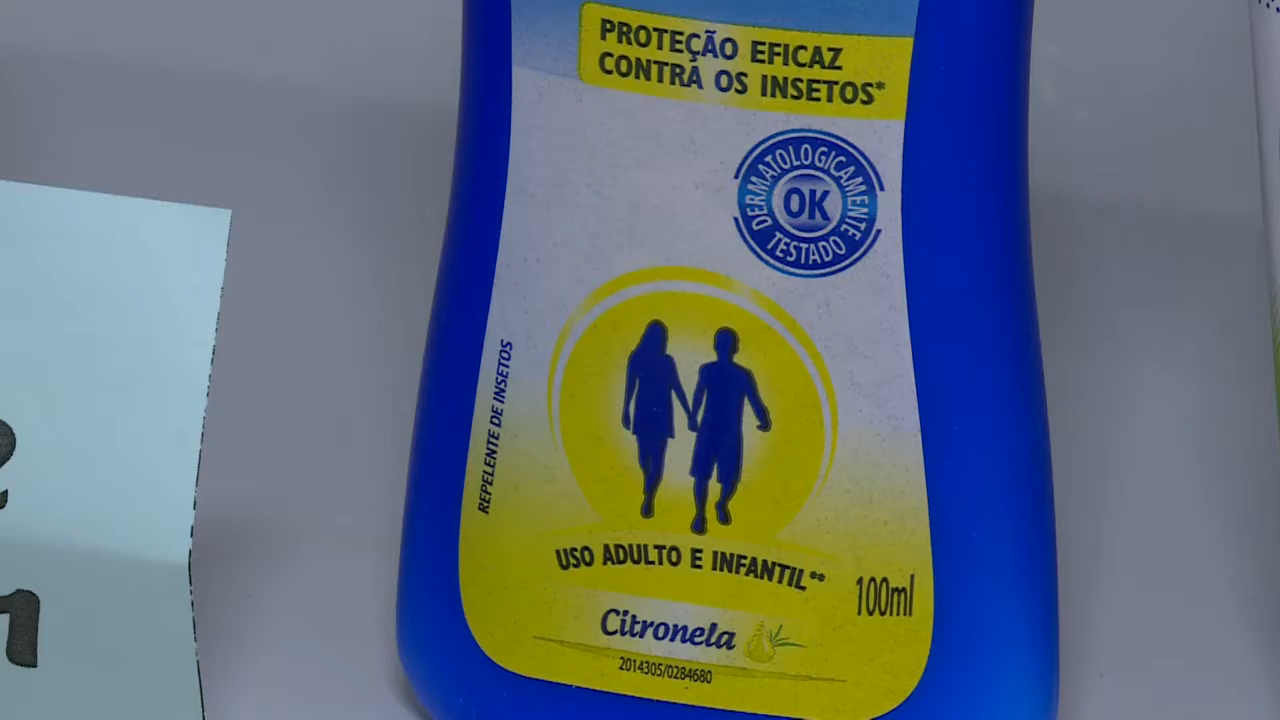 PROTEÇÃO EFICAZ
CONTRA OS INSETOS*
DERMATOLOGICAMENTE
OK
TESTADO
REPELENTE DE INSETOS
USO ADULTO E INFANTIL**
100ml
Citronela
2014305/0284680